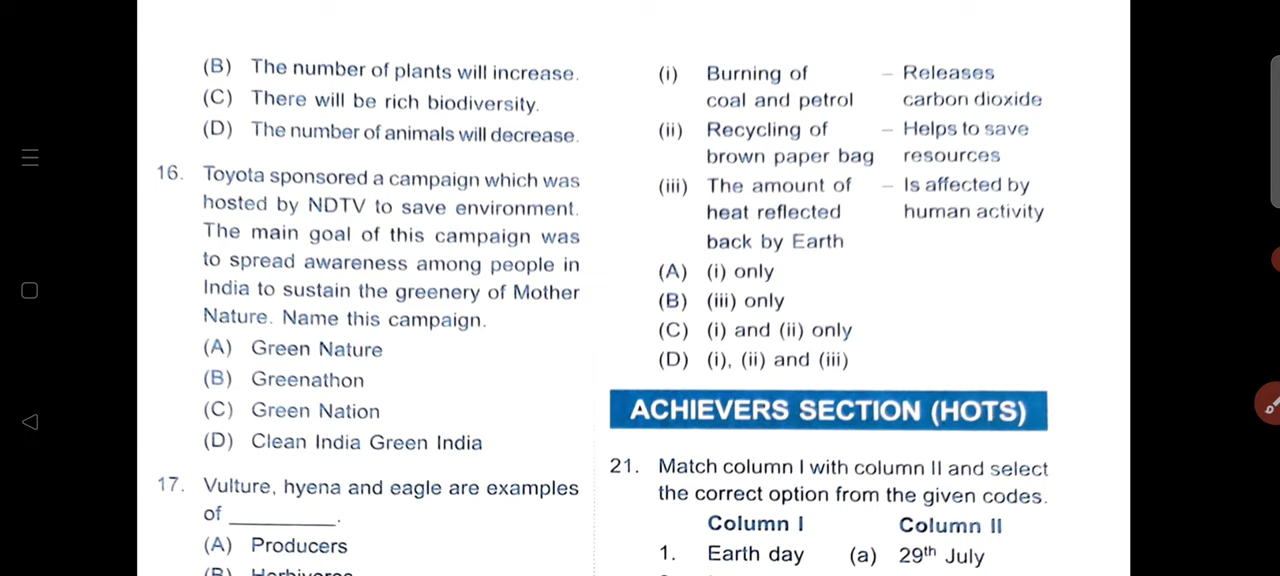 (B) The number of plants will increase.
(C) There will be rich biodiversity.
(D) The number of animals will decrease.
16. Toyota sponsored a campaign which was
hosted by NDTV to save environment.
The main goal of this campaign was
to spread awareness among people in
India to sustain the greenery of Mother
Nature. Name this campaign.
(A) Green Nature
(B) Greenathon
(C) Green Nation
(D) Clean India Green India
17. Vulture, hyena and eagle are examples
of __________.
(A) Producers
(B) Herbivores
(i) Burning of – Releases
coal and petrol carbon dioxide
(ii) Recycling of – Helps to save
brown paper bag resources
(iii) The amount of – Is affected by
heat reflected human activity
back by Earth
(A) (i) only
(B) (iii) only
(C) (i) and (ii) only
(D) (i), (ii) and (iii)
ACHIEVERS SECTION (HOTS)
21. Match column I with column II and select
the correct option from the given codes.
Column I Column II
1. Earth day (a) 29th July